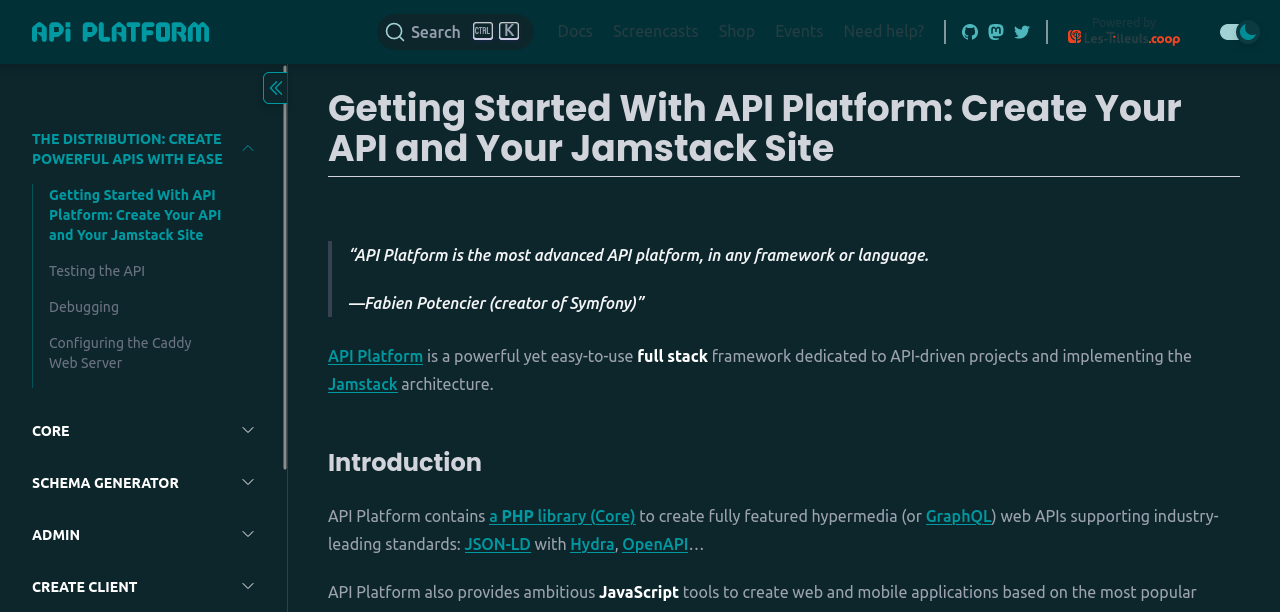 API PLATFORM
Search CTRL K
Docs Screencasts Shop Events Need help?
Powered by
Les-Tilleuls.coop
THE DISTRIBUTION: CREATE
POWERFUL APIS WITH EASE
Getting Started With API
Platform: Create Your API
and Your Jamstack Site
Testing the API
Debugging
Configuring the Caddy
Web Server
CORE
SCHEMA GENERATOR
ADMIN
CREATE CLIENT
Getting Started With API Platform: Create Your
API and Your Jamstack Site
“API Platform is the most advanced API platform, in any framework or language.
—Fabien Potencier (creator of Symfony)”
API Platform is a powerful yet easy-to-use full stack framework dedicated to API-driven projects and implementing the
Jamstack architecture.
Introduction
API Platform contains a PHP library (Core) to create fully featured hypermedia (or GraphQL) web APIs supporting industry-
leading standards: JSON-LD with Hydra, OpenAPI…
API Platform also provides ambitious JavaScript tools to create web and mobile applications based on the most popular